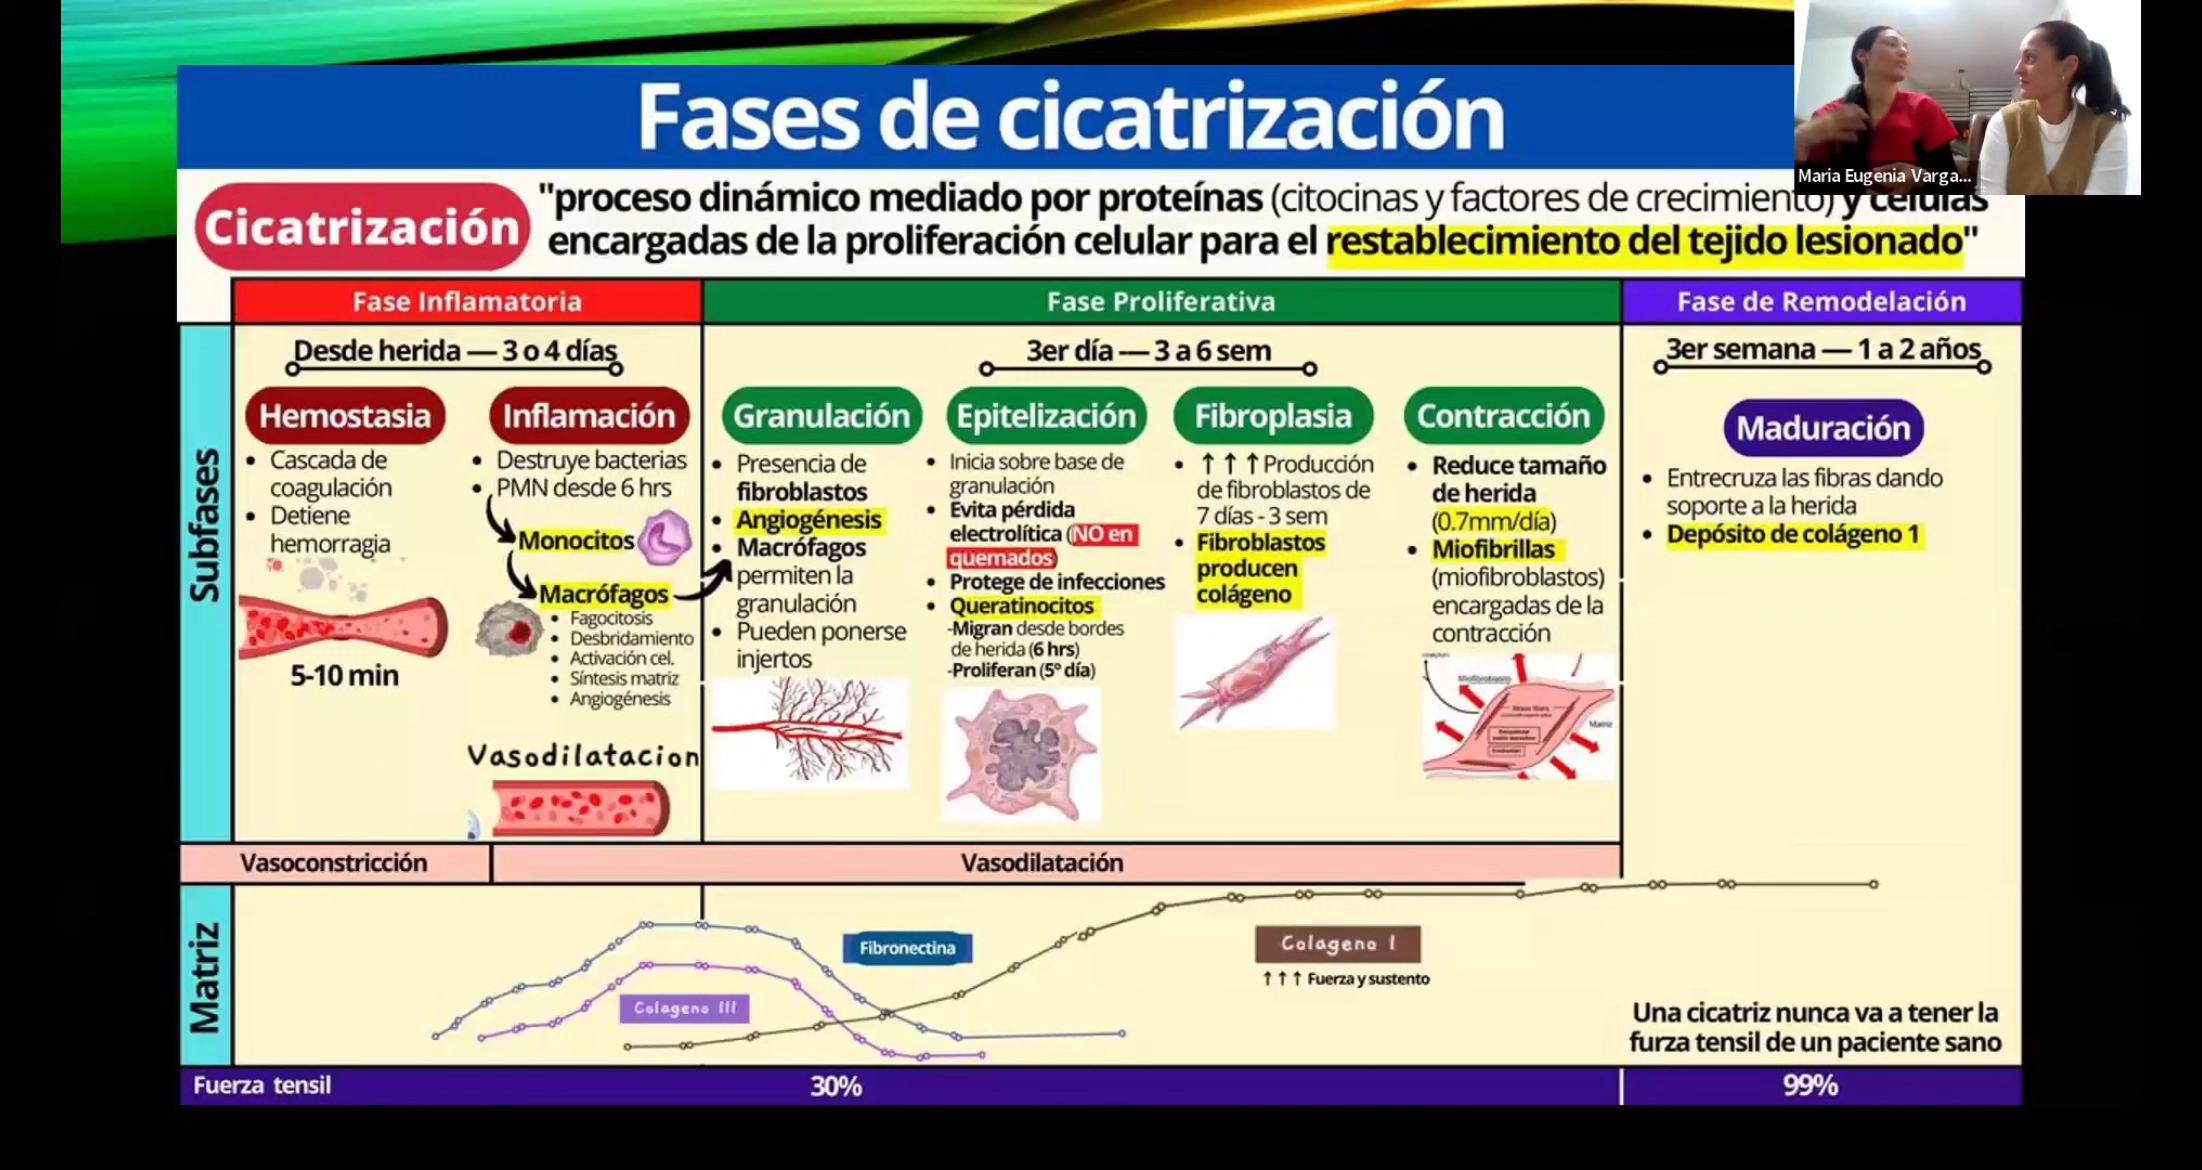 Fases de cicatrización
Maria Eugenia Varga...
Cicatrización
"proceso dinámico mediado por proteínas (citocinas y factores de crecimiento) y células
encargadas de la proliferación celular para el restablecimiento del tejido lesionado"
Fase Inflamatoria
Fase Proliferativa
Fase de Remodelación
Subfases
Desde herida — 3 o 4 días
3er día — 3 a 6 sem
3er semana — 1 a 2 años
Hemostasia
• Cascada de
coagulación
• Detiene
hemorragia
5-10 min
Inflamación
• Destruye bacterias
• PMN desde 6 hrs
Monocitos
Macrófagos
• Fagocitosis
• Desbridamiento
• Activación cel.
• Síntesis matriz
• Angiogénesis
Vasodilatacion
Granulación
• Presencia de
fibroblastos
• Angiogénesis
• Macrófagos
permiten la
granulación
• Pueden ponerse
injertos
Epitelización
• Inicia sobre base de
granulación
• Evita pérdida
electrolítica (NO en
quemados)
• Protege de infecciones
• Queratinocitos
-Migran desde bordes
de herida (6 hrs)
-Proliferan (5º día)
Fibroplasia
• ↑ ↑ ↑ Producción
de fibroblastos de
7 días - 3 sem
• Fibroblastos
producen
colágeno
Contracción
• Reduce tamaño
de herida
(0.7mm/día)
• Miofibrillas
(miofibroblastos)
encargadas de la
contracción
Miofibroblasto
Matriz
Maduración
• Entrecruza las fibras dando
soporte a la herida
• Depósito de colágeno 1
Vasoconstricción
Vasodilatación
Matriz
Fibronectina
Colageno III
Colageno I
↑ ↑ ↑ Fuerza y sustento
Una cicatriz nunca va a tener la
furza tensil de un paciente sano
Fuerza tensil
30%
99%